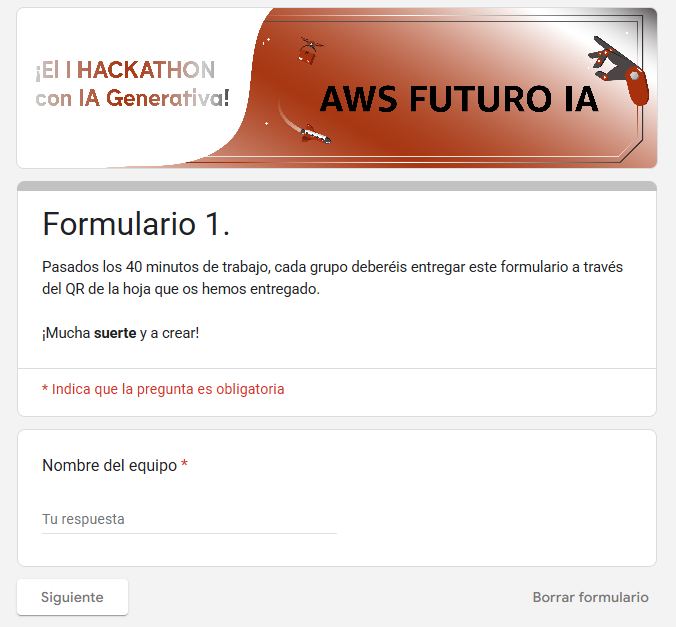 ¡El I HACKATHON
con IA Generativa!
AWS FUTURO IA
Formulario 1.
Pasados los 40 minutos de trabajo, cada grupo deberéis entregar este formulario a través
del QR de la hoja que os hemos entregado.
¡Mucha suerte y a crear!
* Indica que la pregunta es obligatoria
Nombre del equipo *
Tu respuesta
Siguiente
Borrar formulario